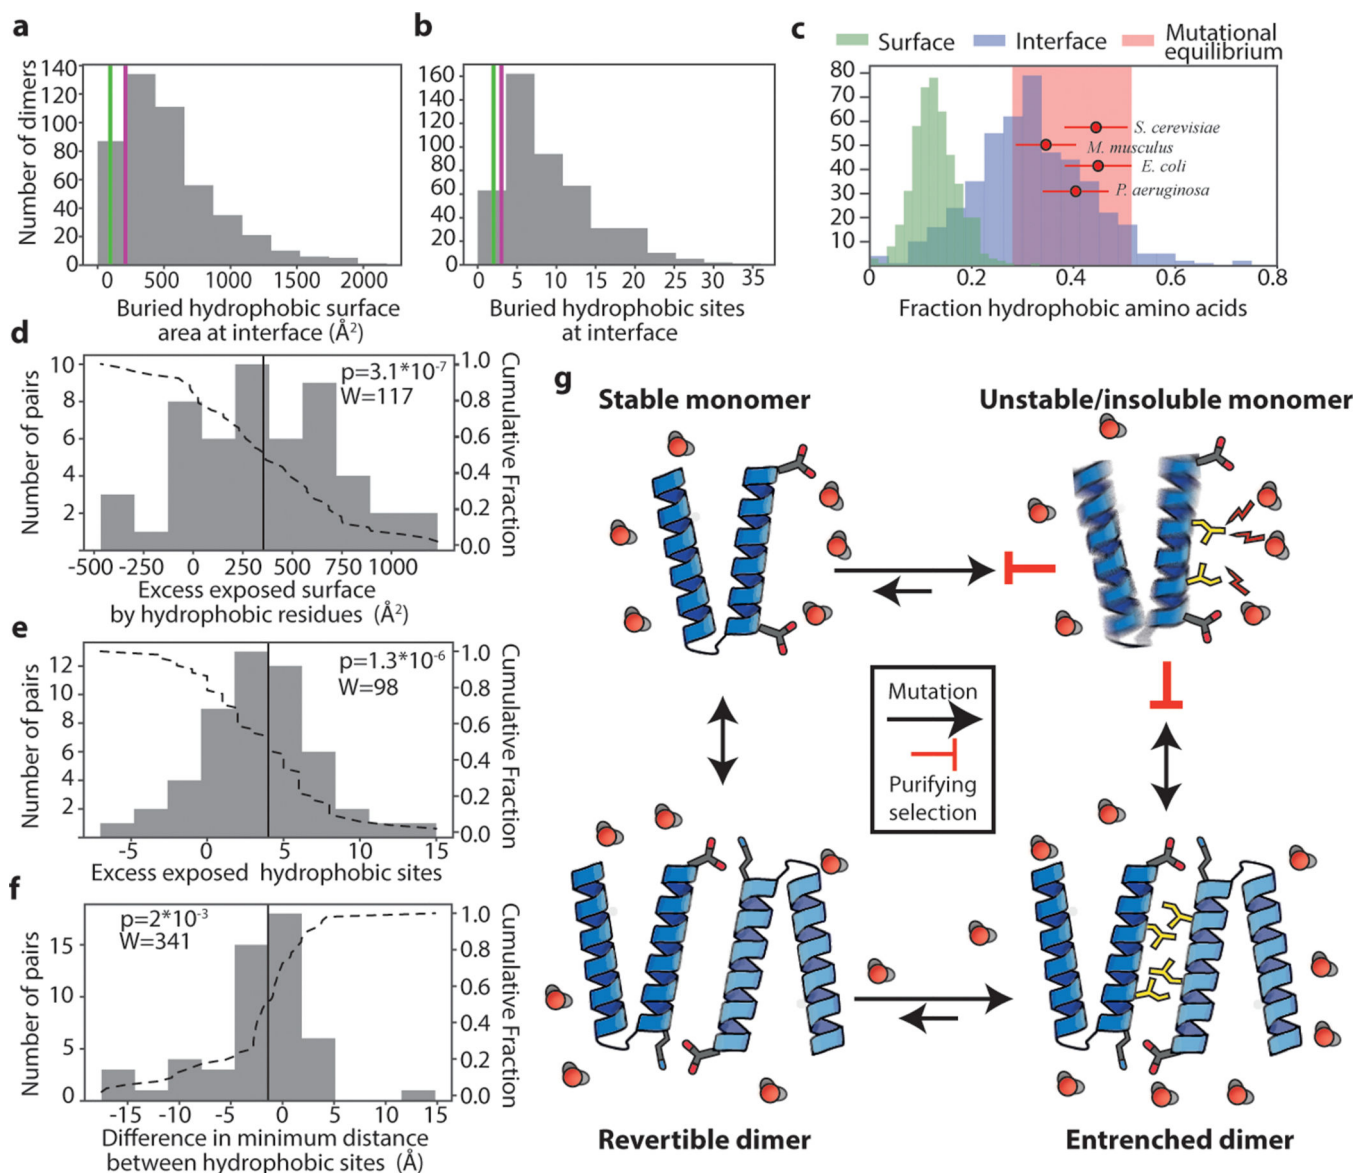 a
Number of dimers
140
120
100
80
60
40
20
0
0
500
1000
1500
2000
Buried hydrophobic surface
area at interface (Å²)
b
160
140
120
100
80
60
40
20
0
0
5
10
15
20
25
30
35
Buried hydrophobic sites
at interface
c
Surface
Interface
Mutational
equilibrium
80
70
60
50
40
30
20
10
0
0.2
0.4
0.6
0.8
S. cerevisiae
M. musculus
E. coli
P. aeruginosa
Fraction hydrophobic amino acids
d
Number of pairs
10
8
6
4
2
p=3.1*10⁻⁷
W=117
1.0
0.8
0.6
0.4
0.2
0.0
Cumulative Fraction
-500
-250
0
250
500
750
1000
Excess exposed surface
by hydrophobic residues (Å²)
e
Number of pairs
12
10
8
6
4
2
p=1.3*10⁻⁶
W=98
1.0
0.8
0.6
0.4
0.2
0.0
Cumulative Fraction
-5
0
5
10
15
Excess exposed hydrophobic sites
f
Number of pairs
15
10
5
0
p=2*10⁻³
W=341
1.0
0.8
0.6
0.4
0.2
0.0
Cumulative Fraction
-15
-10
-5
0
5
10
15
Difference in minimum distance
between hydrophobic sites (Å)
g
Stable monomer
Unstable/insoluble monomer
Mutation
Purifying
selection
Revertible dimer
Entrenched dimer